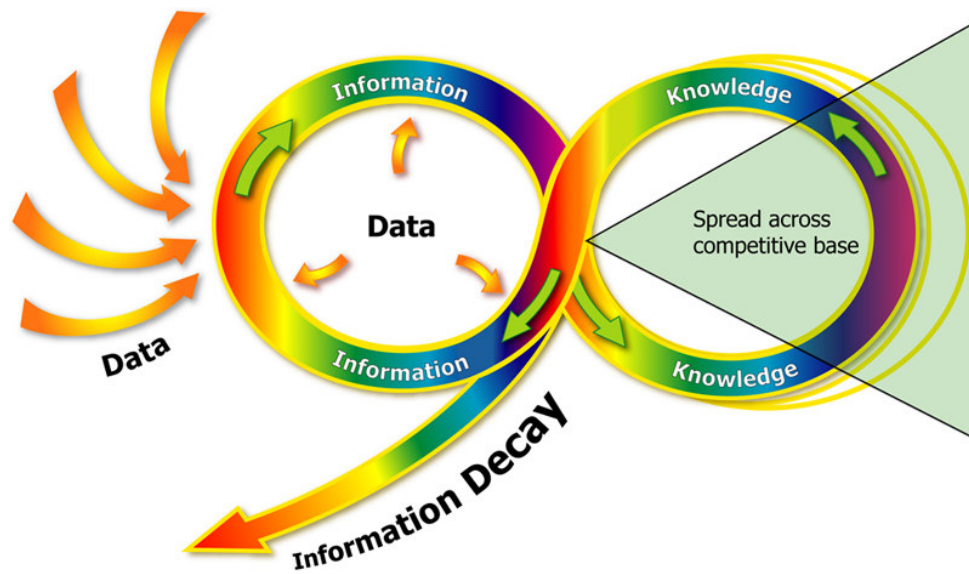 Information
Knowledge
Data
Spread across
competitive base
Data
Information
Knowledge
Information Decay